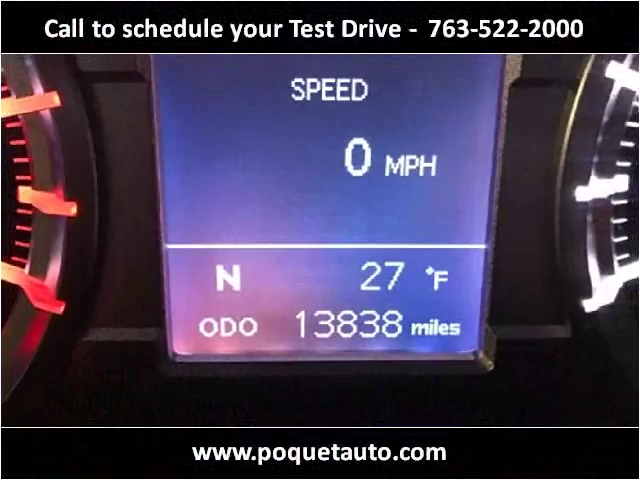 Call to schedule your Test Drive - 763-522-2000
SPEED
0 MPH
N 27 °F
ODO 13838 miles
www.poquetauto.com